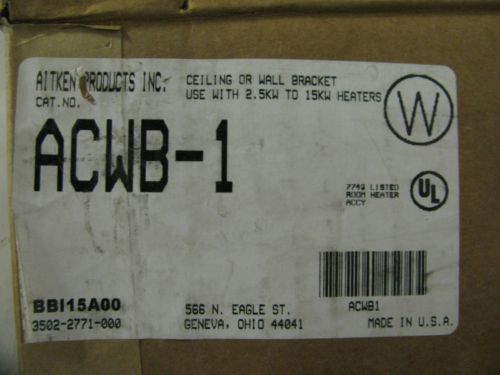 AITKEN PRODUCTS INC.
CAT.NO.
ACWB-1
CEILING OR WALL BRACKET
USE WITH 2.5KW TO 15KW HEATERS
W
774J LISTED
ROOM HEATER
ACCY
UL
BBI15A00
3502-2771-000
566 N. EAGLE ST.
GENEVA, OHIO 44041
ACWB1
MADE IN U.S.A.